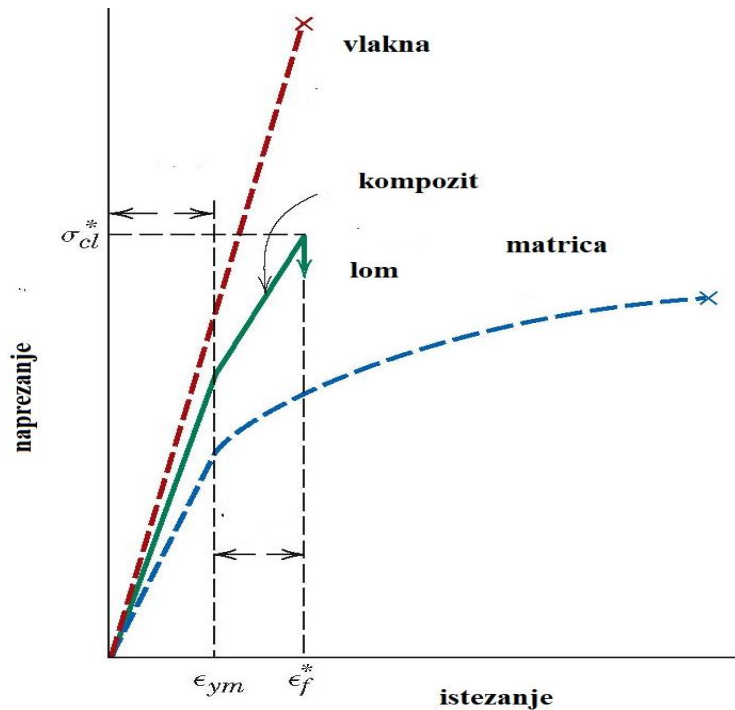 vlakna
kompozit
σ*cl
lom
matrica
naprezanje
ϵym
ϵ*f
istezanje